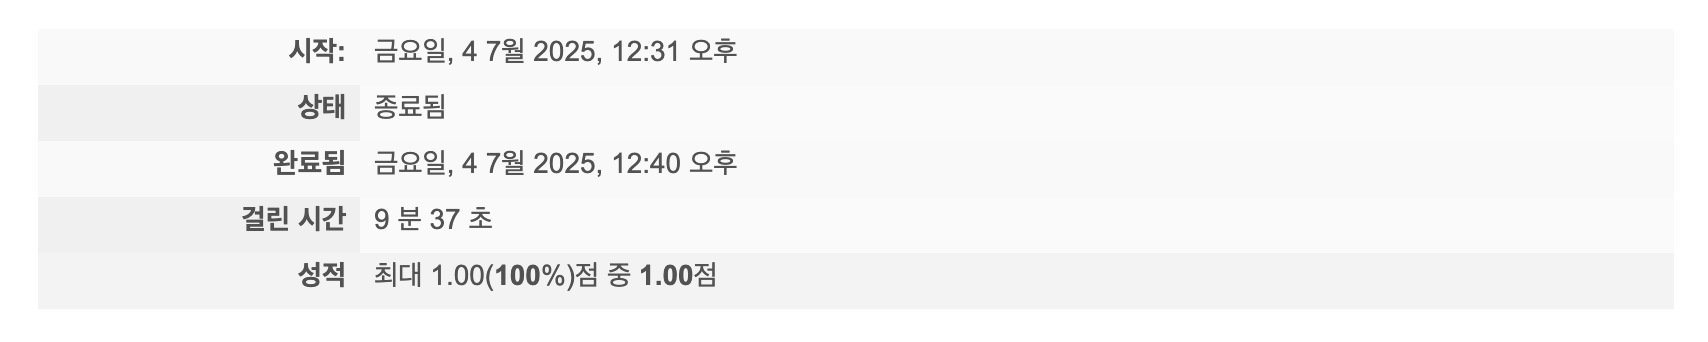 시작: 금요일, 4 7월 2025, 12:31 오후
상태 종료됨
완료됨 금요일, 4 7월 2025, 12:40 오후
걸린 시간 9 분 37 초
성적 최대 1.00(100%)점 중 1.00점